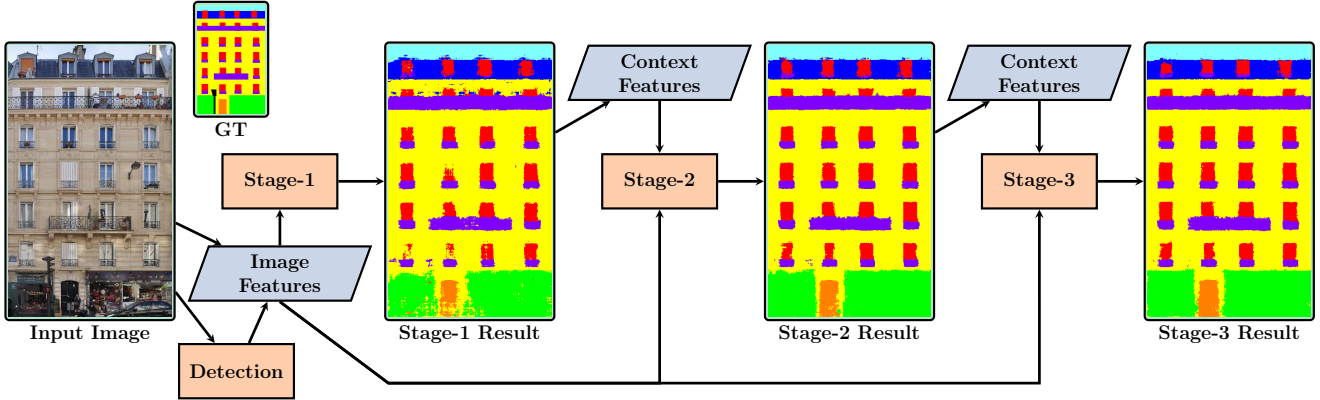 GT
Input Image
Stage-1
Image
Features
Detection
Stage-1 Result
Context
Features
Stage-2
Stage-2 Result
Context
Features
Stage-3
Stage-3 Result